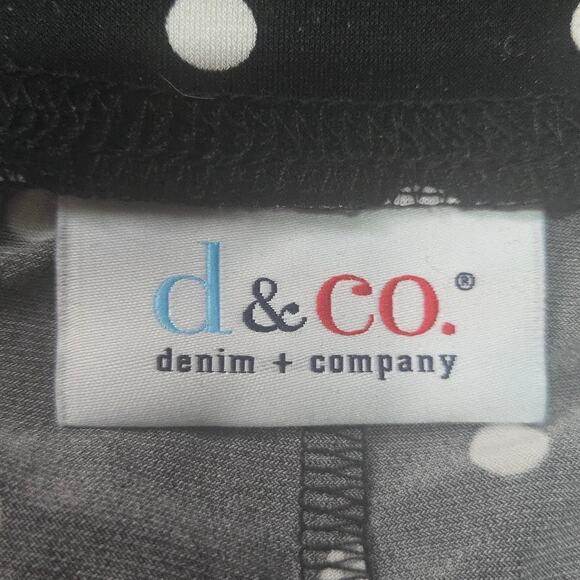 d & co.®
denim + company